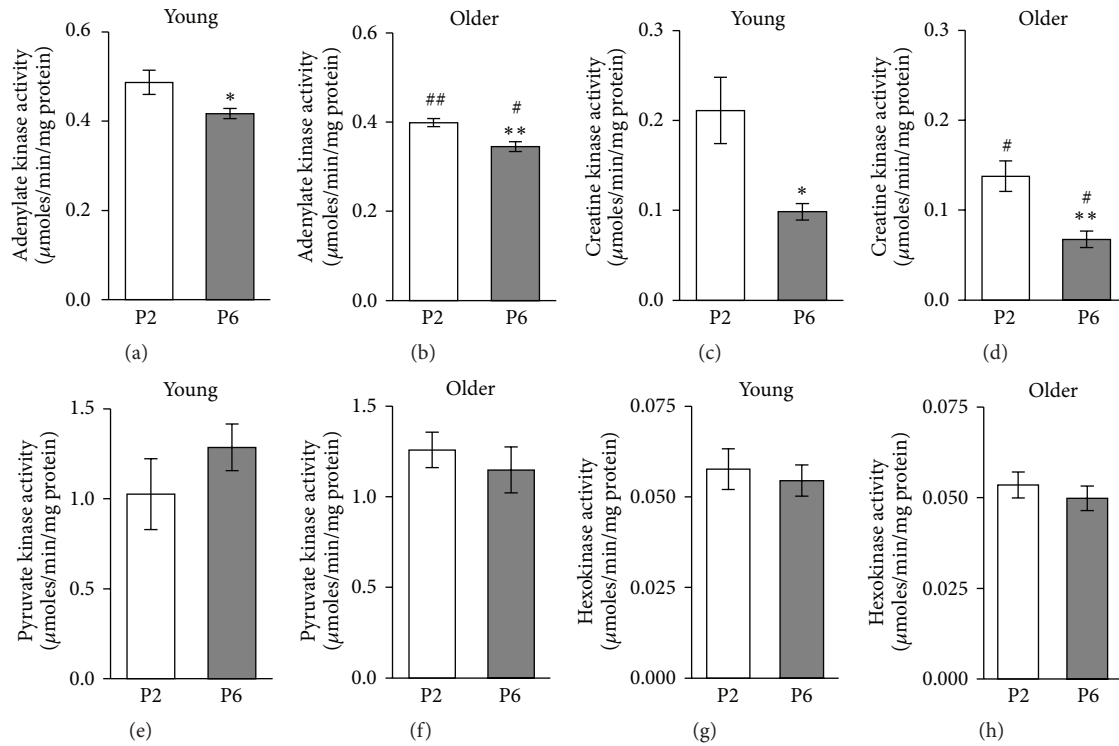 Young
Adenylate kinase activity
(μmoles/min/mg protein)
0.6
0.4
0.4
0.0
*
P2 P6
(a)
Older
Adenylate kinase activity
(μmoles/min/mg protein)
0.6
0.4
0.4
0.0
##
#
**
P2 P6
(b)
Young
Creatine kinase activity
(μmoles/min/mg protein)
0.3
0.2
0.1
0.0
*
P2 P6
(c)
Older
Creatine kinase activity
(μmoles/min/mg protein)
0.3
0.2
0.1
0.0
#
#
**
P2 P6
(d)
Young
Pyruvate kinase activity
(μmoles/min/mg protein)
1.5
1.0
0.5
0.0
P2 P6
(e)
Older
Pyruvate kinase activity
(μmoles/min/mg protein)
1.5
1.0
0.5
0.0
P2 P6
(f)
Young
Hexokinase activity
(μmoles/min/mg protein)
0.075
0.050
0.025
0.000
P2 P6
(g)
Older
Hexokinase activity
(μmoles/min/mg protein)
0.075
0.050
0.025
0.000
P2 P6
(h)